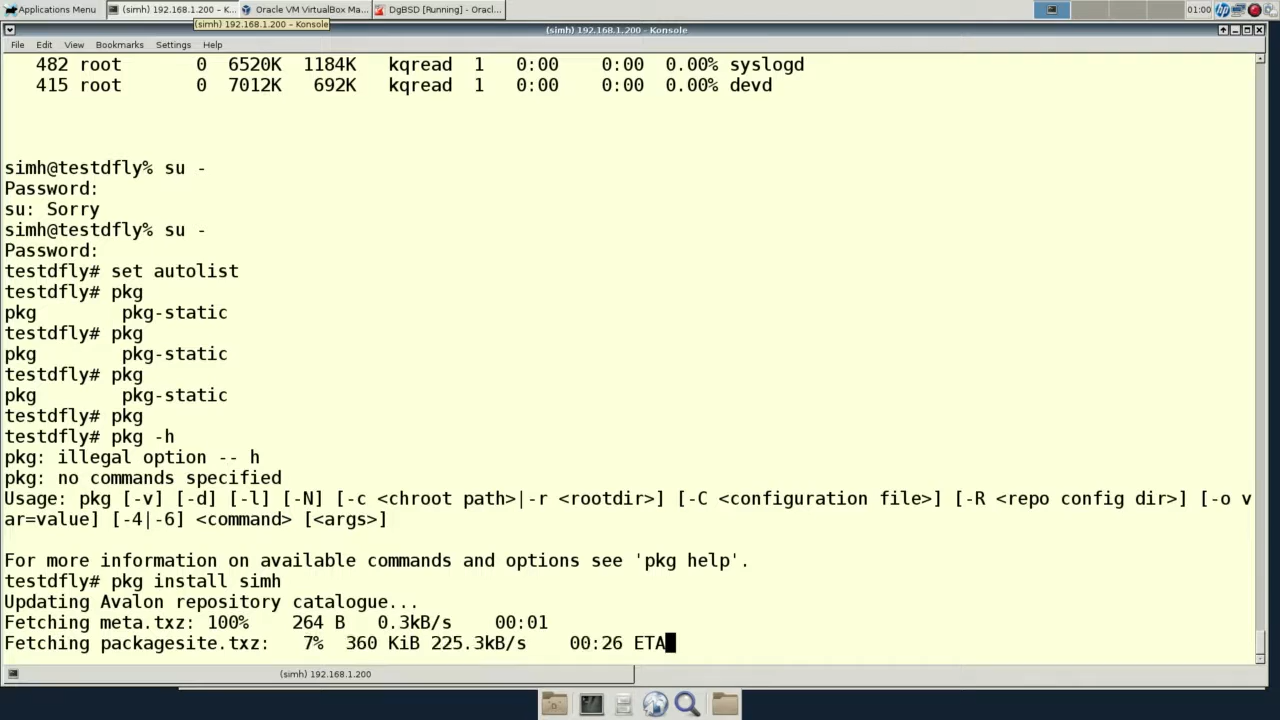 Applications Menu
(simh) 192.168.1.200 - K...
Oracle VM VirtualBox Ma...
DgBSD [Running] - Oracl...
01:00
(simh) 192.168.1.200 - Konsole
(simh) 192.168.1.200 - Konsole
File Edit View Bookmarks Settings Help
482 root 0 6520K 1184K kqread 1 0:00 0:00 0.00% syslogd
415 root 0 7012K 692K kqread 1 0:00 0:00 0.00% devd
simh@testdfly% su -
Password:
su: Sorry
simh@testdfly% su -
Password:
testdfly# set autolist
testdfly# pkg
pkg pkg-static
testdfly# pkg
pkg pkg-static
testdfly# pkg
pkg pkg-static
testdfly# pkg
testdfly# pkg -h
pkg: illegal option -- h
pkg: no commands specified
Usage: pkg [-v] [-d] [-l] [-N] [-c <chroot path>|-r <rootdir>] [-C <configuration file>] [-R <repo config dir>] [-o v
ar=value] [-4|-6] <command> [<args>]
For more information on available commands and options see 'pkg help'.
testdfly# pkg install simh
Updating Avalon repository catalogue...
Fetching meta.txz: 100% 264 B 0.3kB/s 00:01
Fetching packagesite.txz: 7% 360 KiB 225.3kB/s 00:26 ETA
(simh) 192.168.1.200